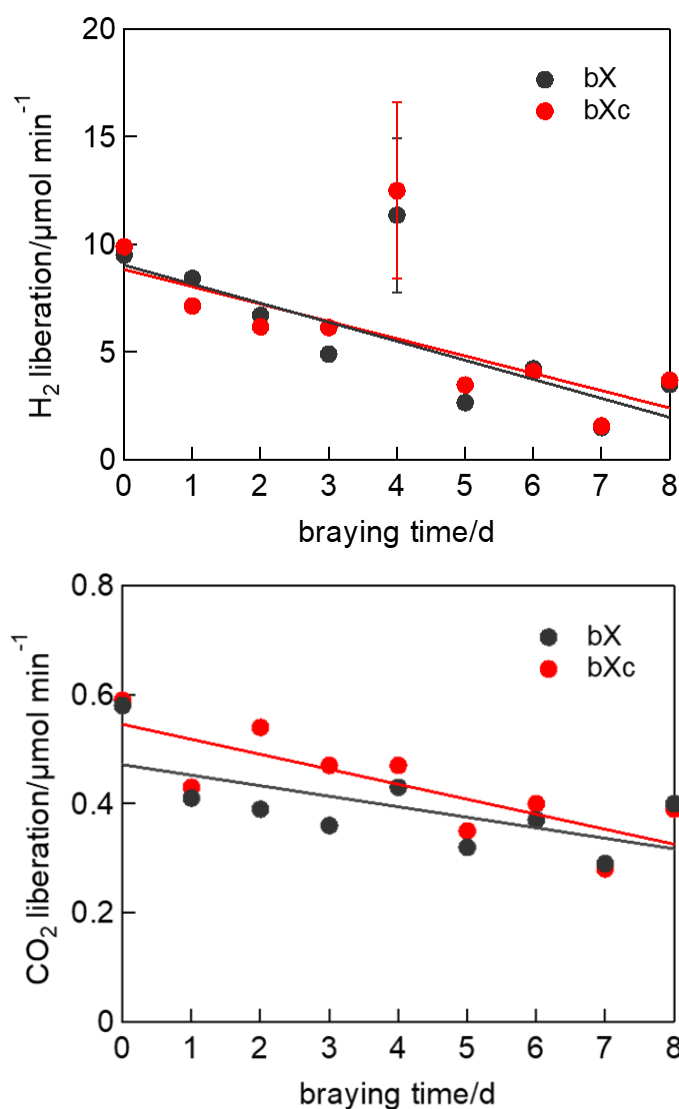 20
15
10
5
0
H₂ liberation/µmol min⁻¹
bX
bXc
0 1 2 3 4 5 6 7 8
braying time/d
0.8
0.6
0.4
0.2
0
CO₂ liberation/µmol min⁻¹
bX
bXc
0 1 2 3 4 5 6 7 8
braying time/d